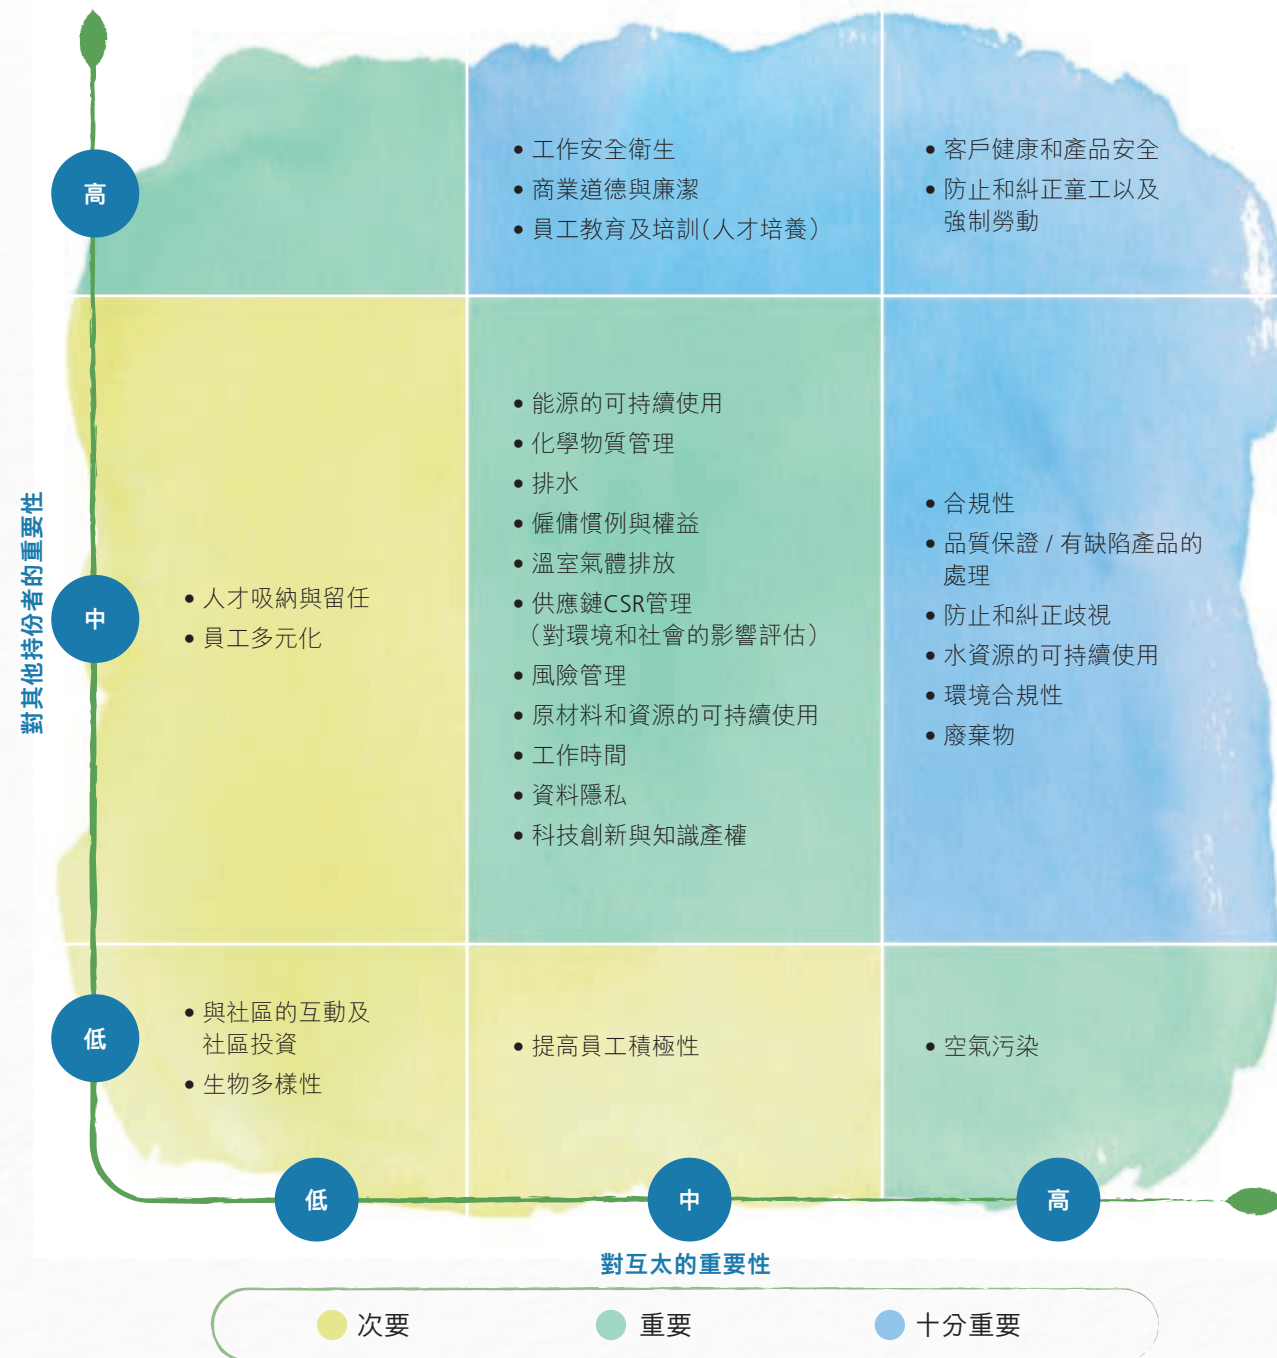 高
• 工作安全衛生
• 商業道德與廉潔
• 員工教育及培訓(人才培養)
• 客戶健康和產品安全
• 防止和糾正童工以及
強制勞動
對其他持份者的重要性
中
• 人才吸納與留任
• 員工多元化
• 能源的可持續使用
• 化學物質管理
• 排水
• 僱傭慣例與權益
• 溫室氣體排放
• 供應鏈CSR管理
(對環境和社會的影響評估)
• 風險管理
• 原材料和資源的可持續使用
• 工作時間
• 資料隱私
• 科技創新與知識產權
• 合規性
• 品質保證 / 有缺陷產品的
處理
• 防止和糾正歧視
• 水資源的可持續使用
• 環境合規性
• 廢棄物
低
• 與社區的互動及
社區投資
• 生物多樣性
• 提高員工積極性
• 空氣污染
低 中 高
對互太的重要性
次要 重要 十分重要